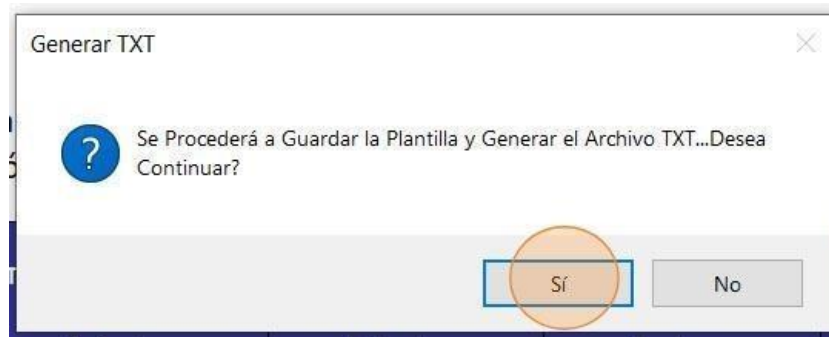 Generar TXT
Se Procederá a Guardar la Plantilla y Generar el Archivo TXT...Desea
Continuar?
Sí
No